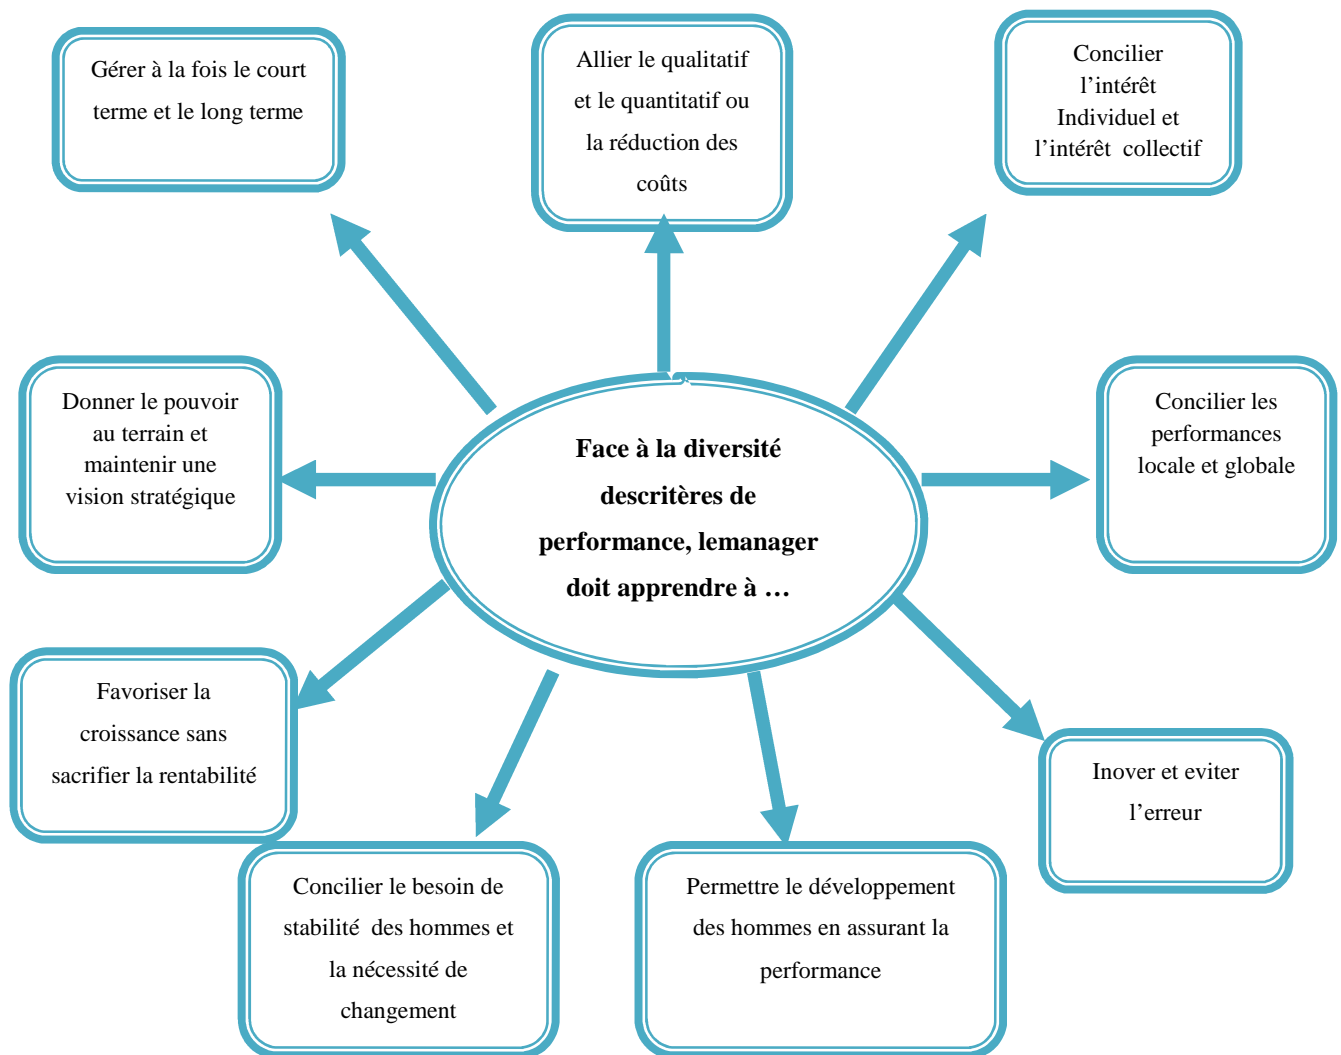 Gérer à la fois le court
terme et le long terme
Allier le qualitatif
et le quantitatif ou
la réduction des
coûts
Concilier
l’intérêt
Individuel et
l’intérêt  collectif
Donner le pouvoir
au terrain et
maintenir une
vision stratégique
Face à la diversité
descritères de
performance, lemanager
doit apprendre à …
Concilier les
performances
locale et globale
Favoriser la
croissance sans
sacrifier la rentabilité
Inover et eviter
l’erreur
Concilier le besoin de
stabilité  des hommes et
la nécessité de
changement
Permettre le développement
des hommes en assurant la
performance